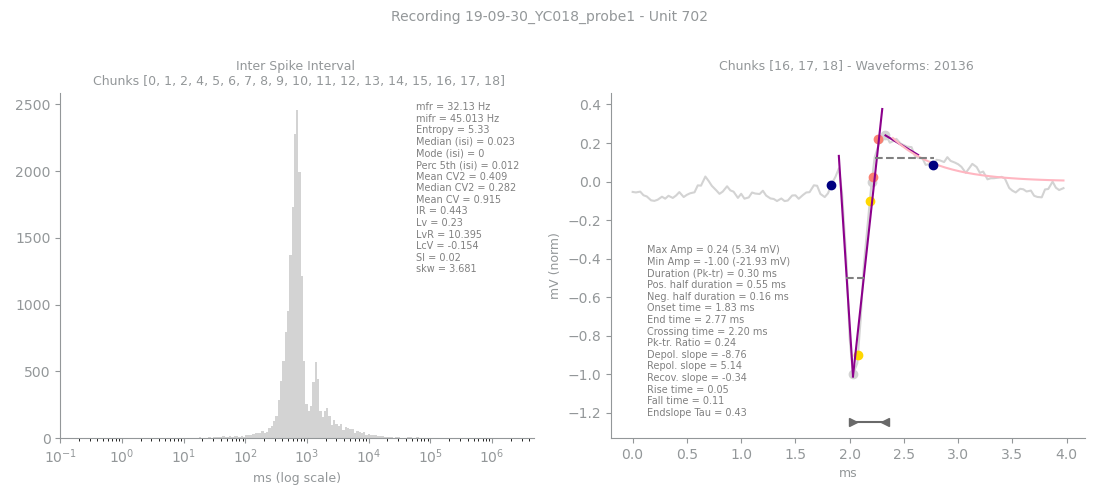 Recording 19-09-30_YC018_probe1 - Unit 702
Inter Spike Interval
Chunks [0, 1, 2, 4, 5, 6, 7, 8, 9, 10, 11, 12, 13, 14, 15, 16, 17, 18]
2500
2000
1500
1000
500
0
mfr = 32.13 Hz
mifr = 45.013 Hz
Entropy = 5.33
Median (isi) = 0.023
Mode (isi) = 0
Perc 5th (isi) = 0.012
Mean CV2 = 0.409
Median CV2 = 0.282
Mean CV = 0.915
IR = 0.443
Lv = 0.23
LvR = 10.395
LcV = -0.154
SI = 0.02
skw = 3.681
10⁻¹ 10⁰ 10¹ 10² 10³ 10⁴ 10⁵ 10⁶
ms (log scale)
Chunks [16, 17, 18] - Waveforms: 20136
mV (norm)
0.4
0.2
0.0
−0.2
−0.4
−0.6
−0.8
−1.0
−1.2
Max Amp = 0.24 (5.34 mV)
Min Amp = -1.00 (-21.93 mV)
Duration (Pk-tr) = 0.30 ms
Pos. half duration = 0.55 ms
Neg. half duration = 0.16 ms
Onset time = 1.83 ms
End time = 2.77 ms
Crossing time = 2.20 ms
Pk-tr. Ratio = 0.24
Depol. slope = -8.76
Repol. slope = 5.14
Recov. slope = -0.34
Rise time = 0.05
Fall time = 0.11
Endslope Tau = 0.43
0.0 0.5 1.0 1.5 2.0 2.5 3.0 3.5 4.0
ms